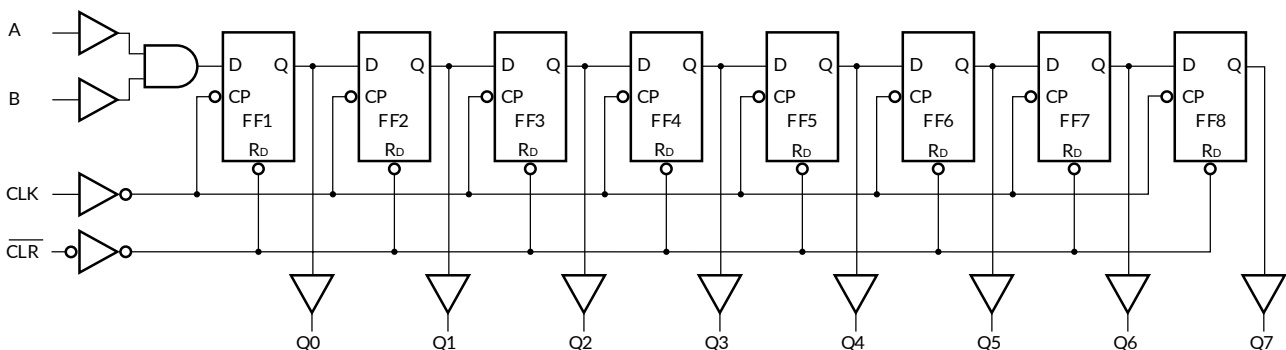 A
B
CLK
CLR
D Q
CP
FF1
RD
D Q
CP
FF2
RD
D Q
CP
FF3
RD
D Q
CP
FF4
RD
D Q
CP
FF5
RD
D Q
CP
FF6
RD
D Q
CP
FF7
RD
D Q
CP
FF8
RD
Q0 Q1 Q2 Q3 Q4 Q5 Q6 Q7